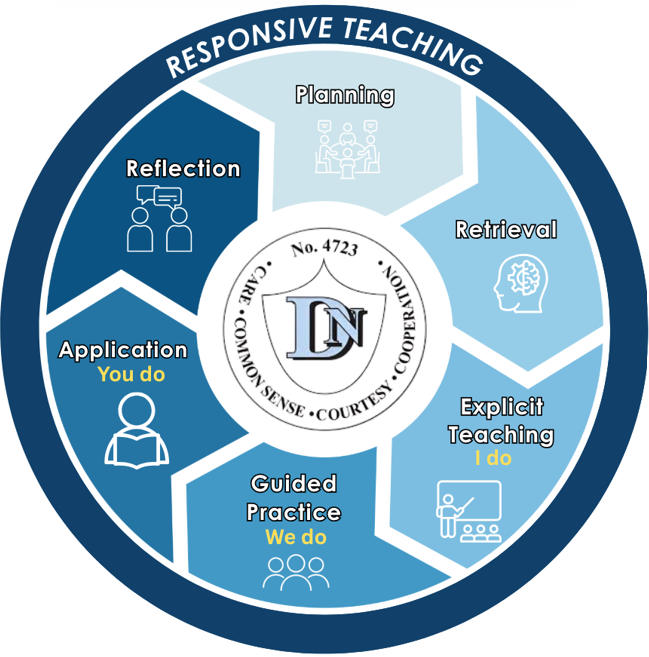 RESPONSIVE TEACHING
Planning
Retrieval
Explicit
Teaching
I do
Guided
Practice
We do
Application
You do
Reflection
No. 4723
• CARE • COMMON SENSE • COURTESY • COOPERATION •
DN